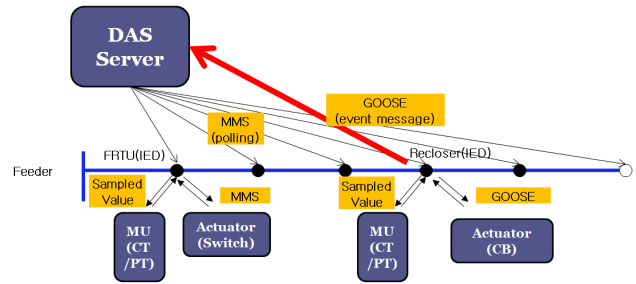 DAS
Server
GOOSE
(event message)
MMS
(polling)
FRTU(IED)
Recloser(IED)
Feeder
Sampled
Value
MMS
Sampled
Value
GOOSE
MU
(CT
/PT)
Actuator
(Switch)
MU
(CT
/PT)
Actuator
(CB)